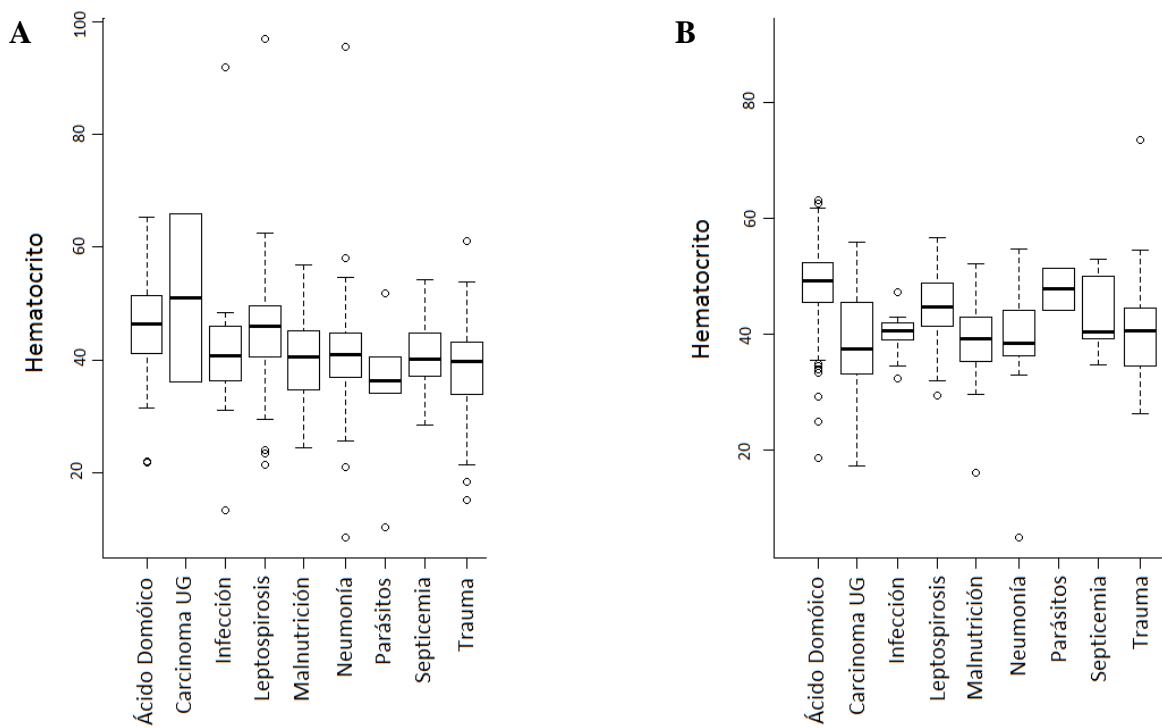 A
Hematocrito
100
80
60
40
20
Ácido Domóico
Carcinoma UG
Infección
Leptospirosis
Malnutrición
Neumonía
Parásitos
Septicemia
Trauma
B
Hematocrito
80
60
40
20
Ácido Domóico
Carcinoma UG
Infección
Leptospirosis
Malnutrición
Neumonía
Parásitos
Septicemia
Trauma